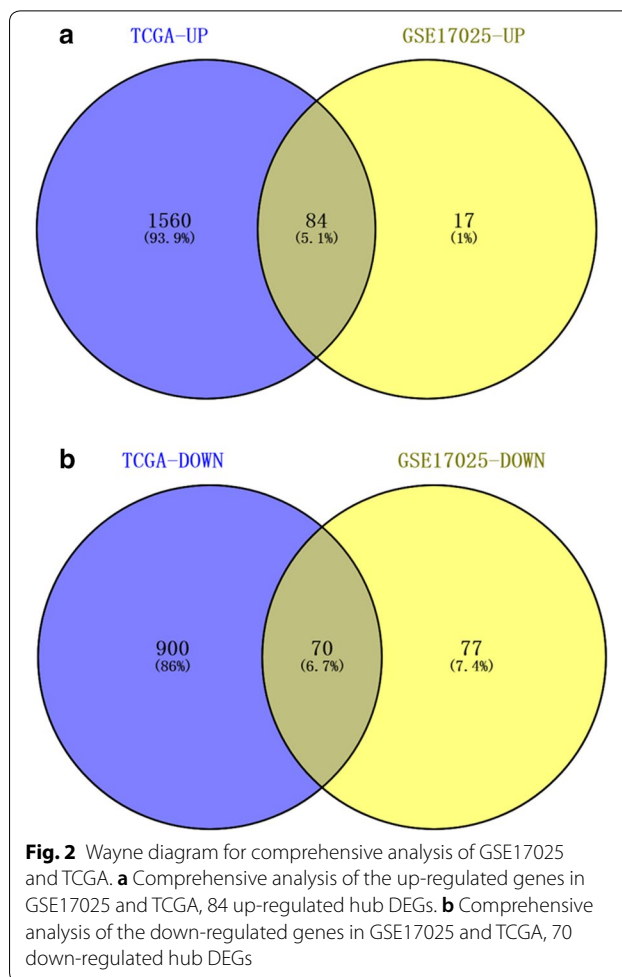 a
TCGA-UP
GSE17025-UP
1560
(93.9%)
84
(5.1%)
17
(1%)
b
TCGA-DOWN
GSE17025-DOWN
900
(86%)
70
(6.7%)
77
(7.4%)
Fig. 2 Wayne diagram for comprehensive analysis of GSE17025
and TCGA. a Comprehensive analysis of the up-regulated genes in
GSE17025 and TCGA, 84 up-regulated hub DEGs. b Comprehensive
analysis of the down-regulated genes in GSE17025 and TCGA, 70
down-regulated hub DEGs